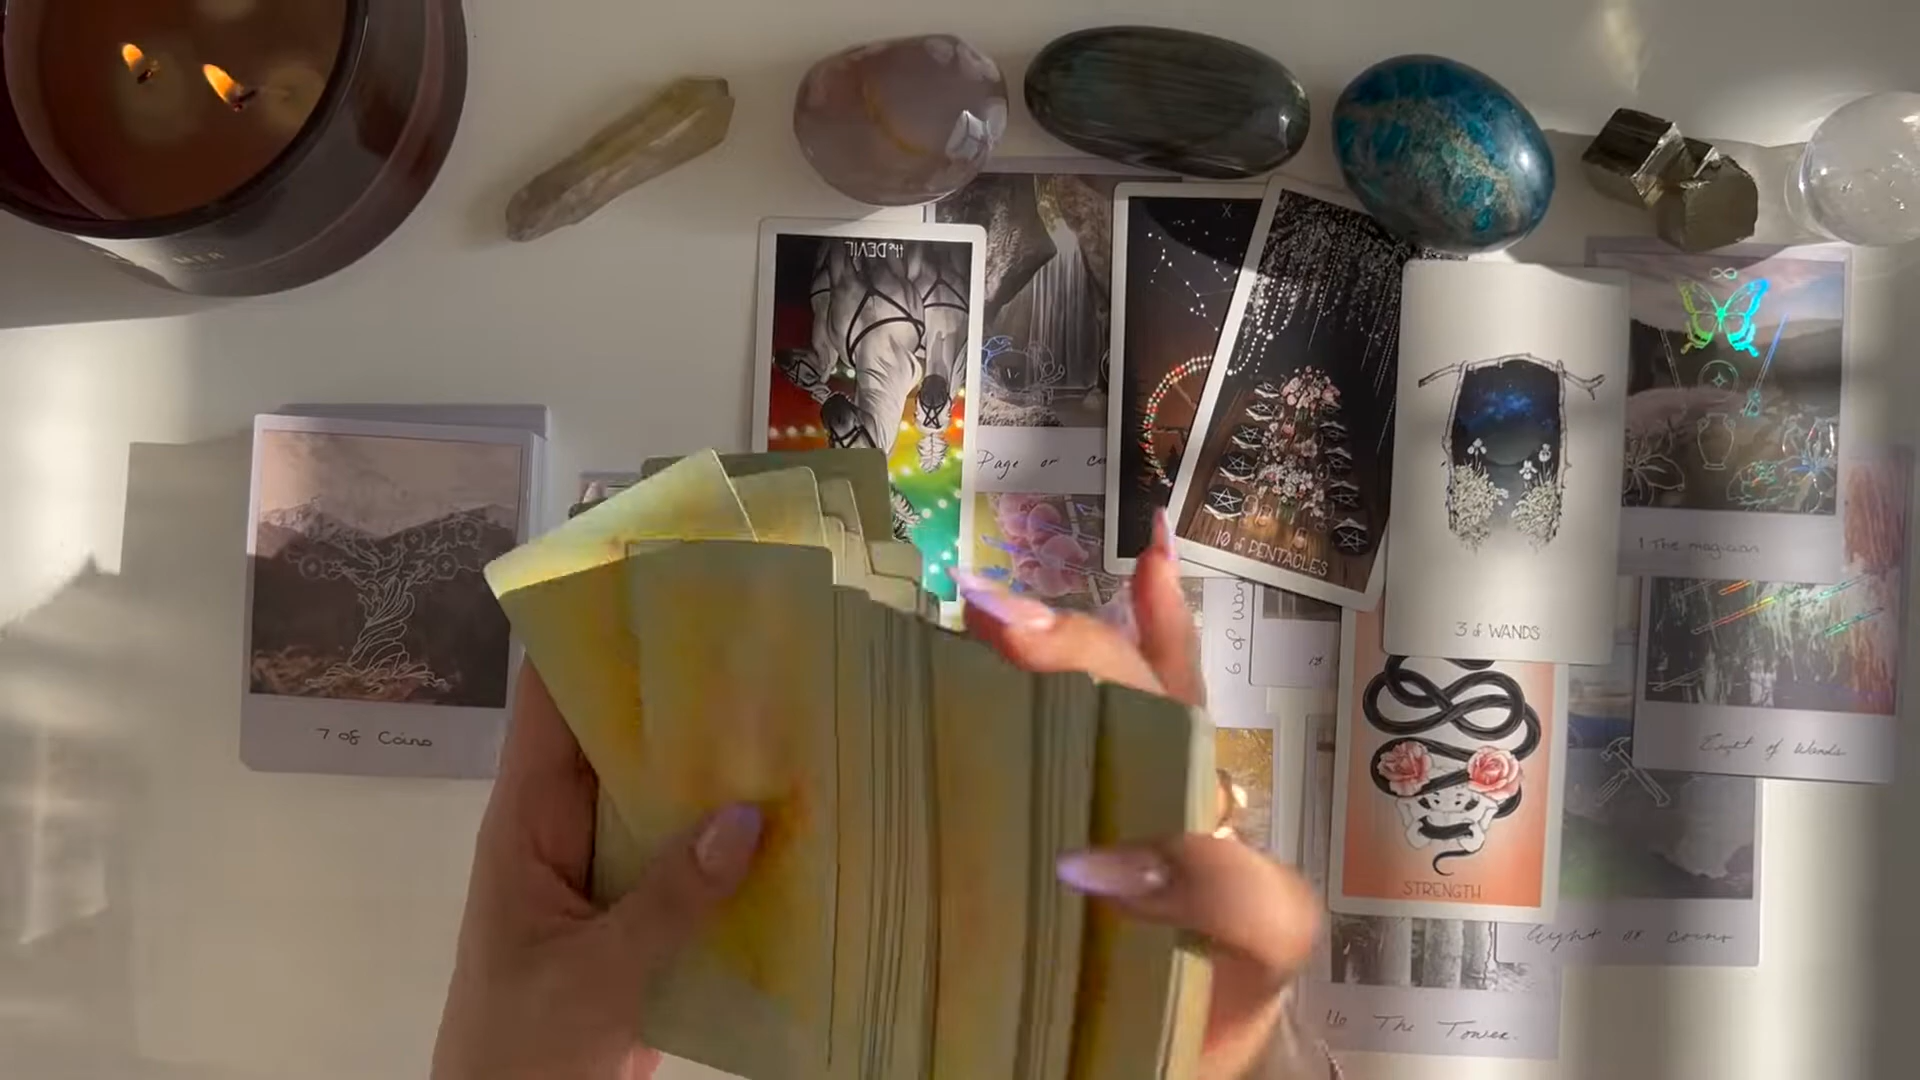 the DEVIL
X
Page of
10 of PENTACLES
1 The magician
3 of WANDS
7 of Coins
Eight of Wands
STRENGTH
Eight of coins
16 The Tower.